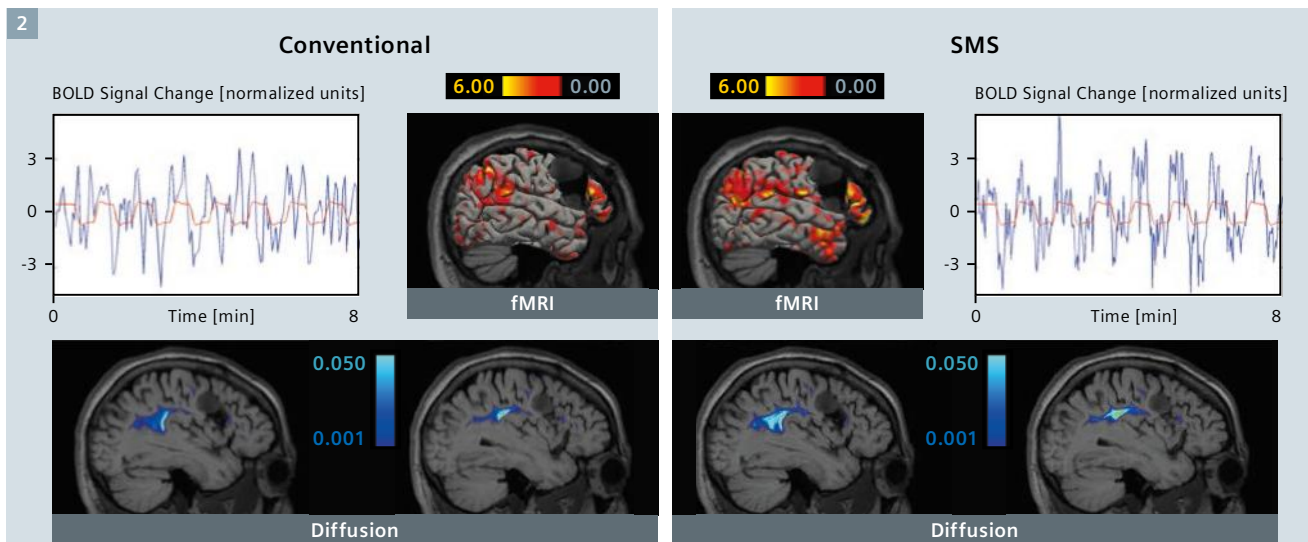 2
Conventional
BOLD Signal Change [normalized units]
6.00 0.00
3
0
-3
0 Time [min] 8
fMRI
0.050
0.001
Diffusion
SMS
6.00 0.00
BOLD Signal Change [normalized units]
fMRI
3
0
-3
0 Time [min] 8
0.050
0.001
Diffusion